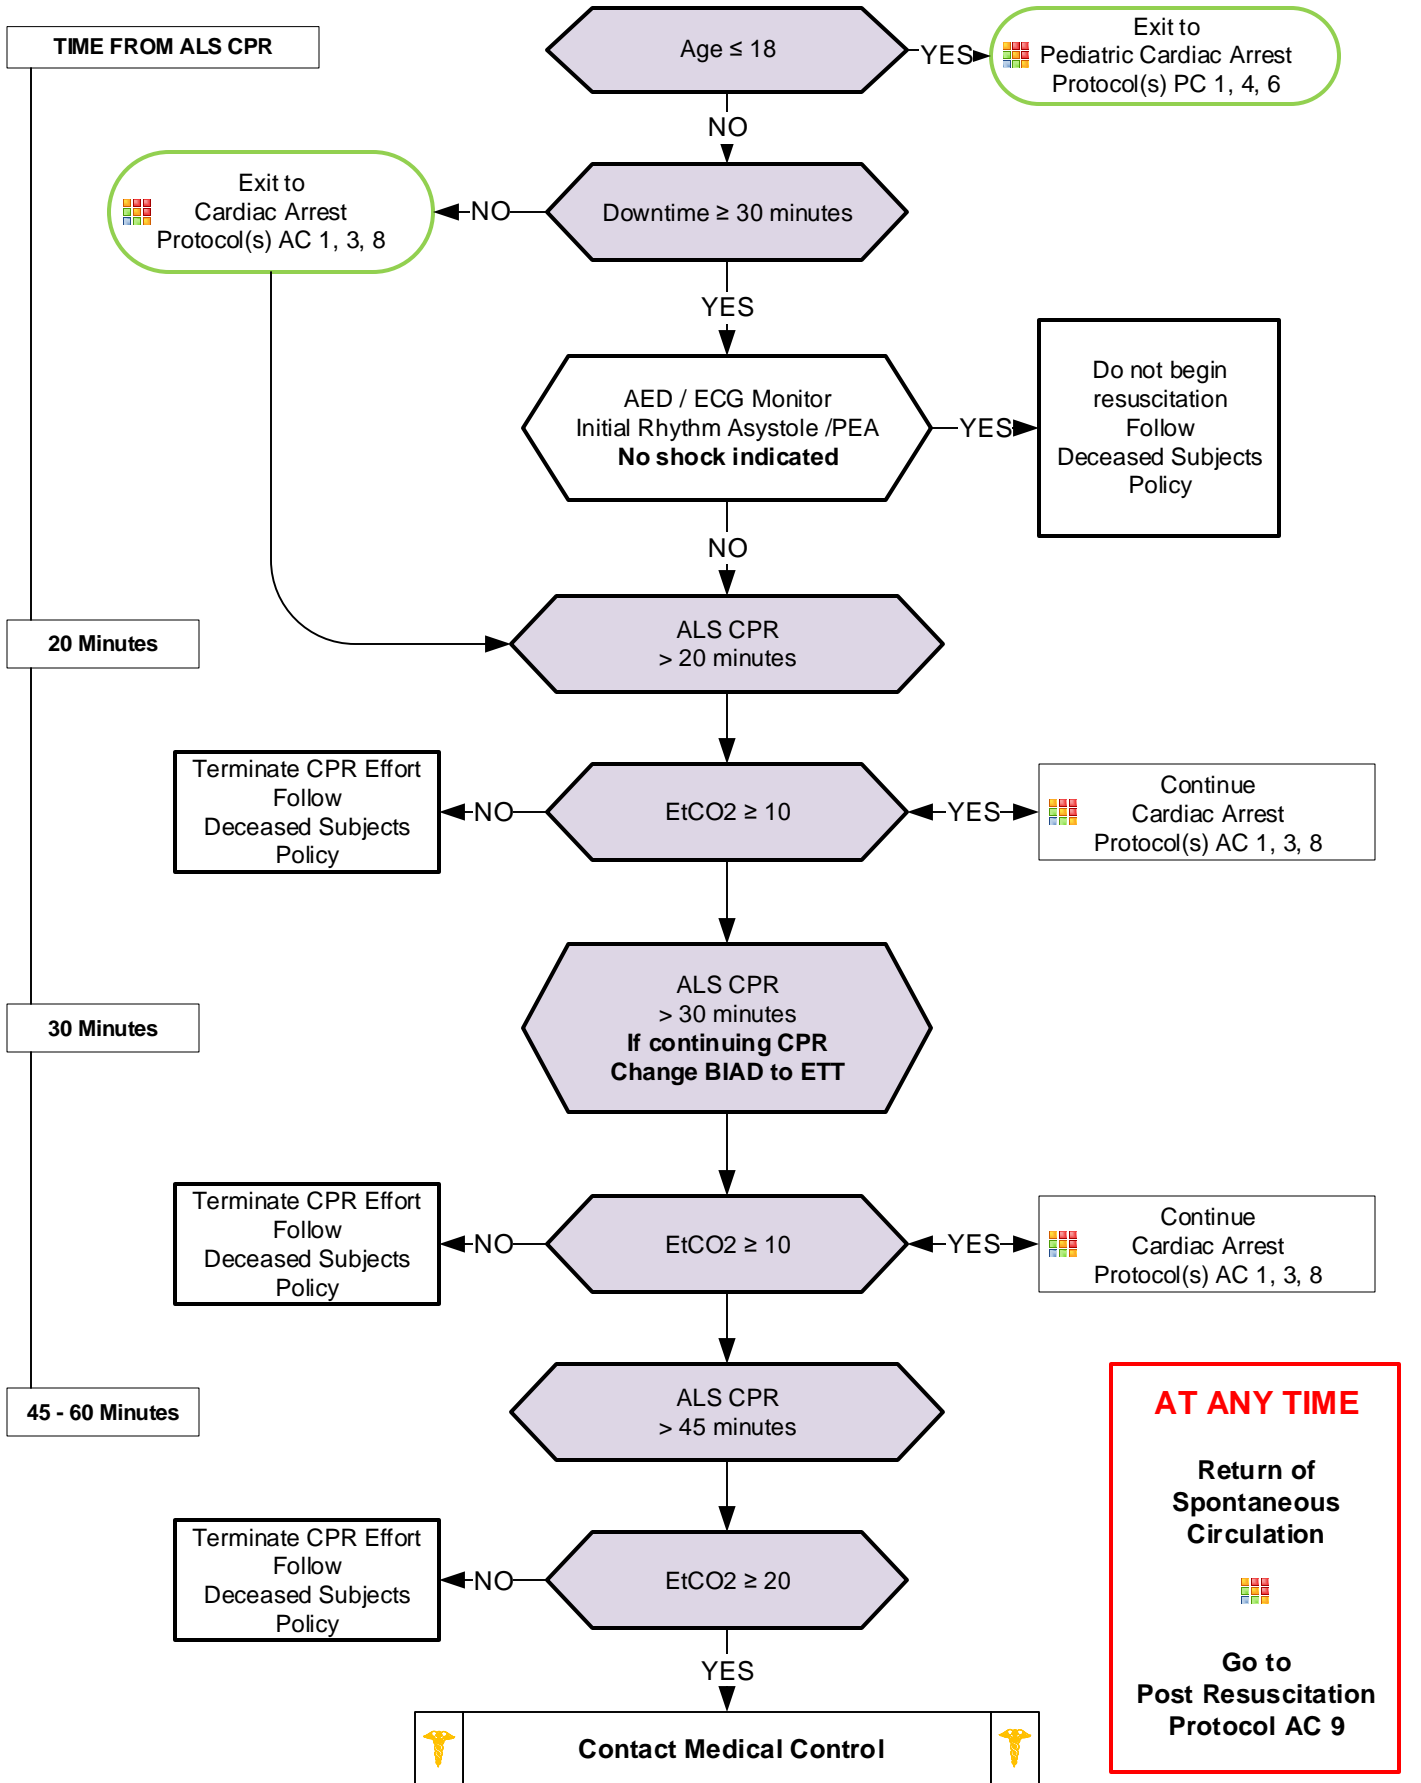 TIME FROM ALS CPR
Age ≤ 18
YES
Exit to
Pediatric Cardiac Arrest
Protocol(s) PC 1, 4, 6
NO
Exit to
Cardiac Arrest
Protocol(s) AC 1, 3, 8
NO
Downtime ≥ 30 minutes
YES
AED / ECG Monitor
Initial Rhythm Asystole /PEA
No shock indicated
YES
Do not begin
resuscitation
Follow
Deceased Subjects
Policy
NO
20 Minutes
ALS CPR
> 20 minutes
Terminate CPR Effort
Follow
Deceased Subjects
Policy
NO
EtCO2 ≥ 10
YES
Continue
Cardiac Arrest
Protocol(s) AC 1, 3, 8
30 Minutes
ALS CPR
> 30 minutes
If continuing CPR
Change BIAD to ETT
Terminate CPR Effort
Follow
Deceased Subjects
Policy
NO
EtCO2 ≥ 10
YES
Continue
Cardiac Arrest
Protocol(s) AC 1, 3, 8
45 - 60 Minutes
ALS CPR
> 45 minutes
Terminate CPR Effort
Follow
Deceased Subjects
Policy
NO
EtCO2 ≥ 20
YES
Contact Medical Control
AT ANY TIME
Return of
Spontaneous
Circulation
Go to
Post Resuscitation
Protocol AC 9